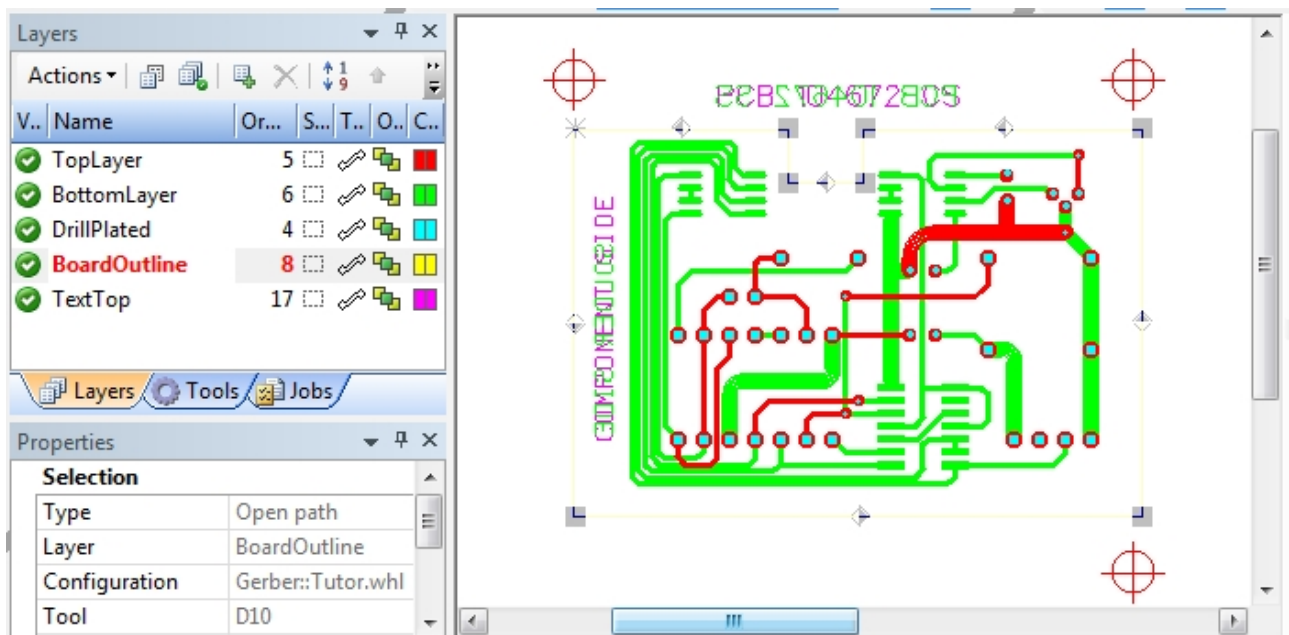 Layers
Actions
V.. Name Or... S... T.. O.. C..
TopLayer 5
BottomLayer 6
DrillPlated 4
BoardOutline 8
TextTop 17
Layers Tools Jobs
Properties
Selection
Type Open path
Layer BoardOutline
Configuration Gerber::Tutor.whl
Tool D10